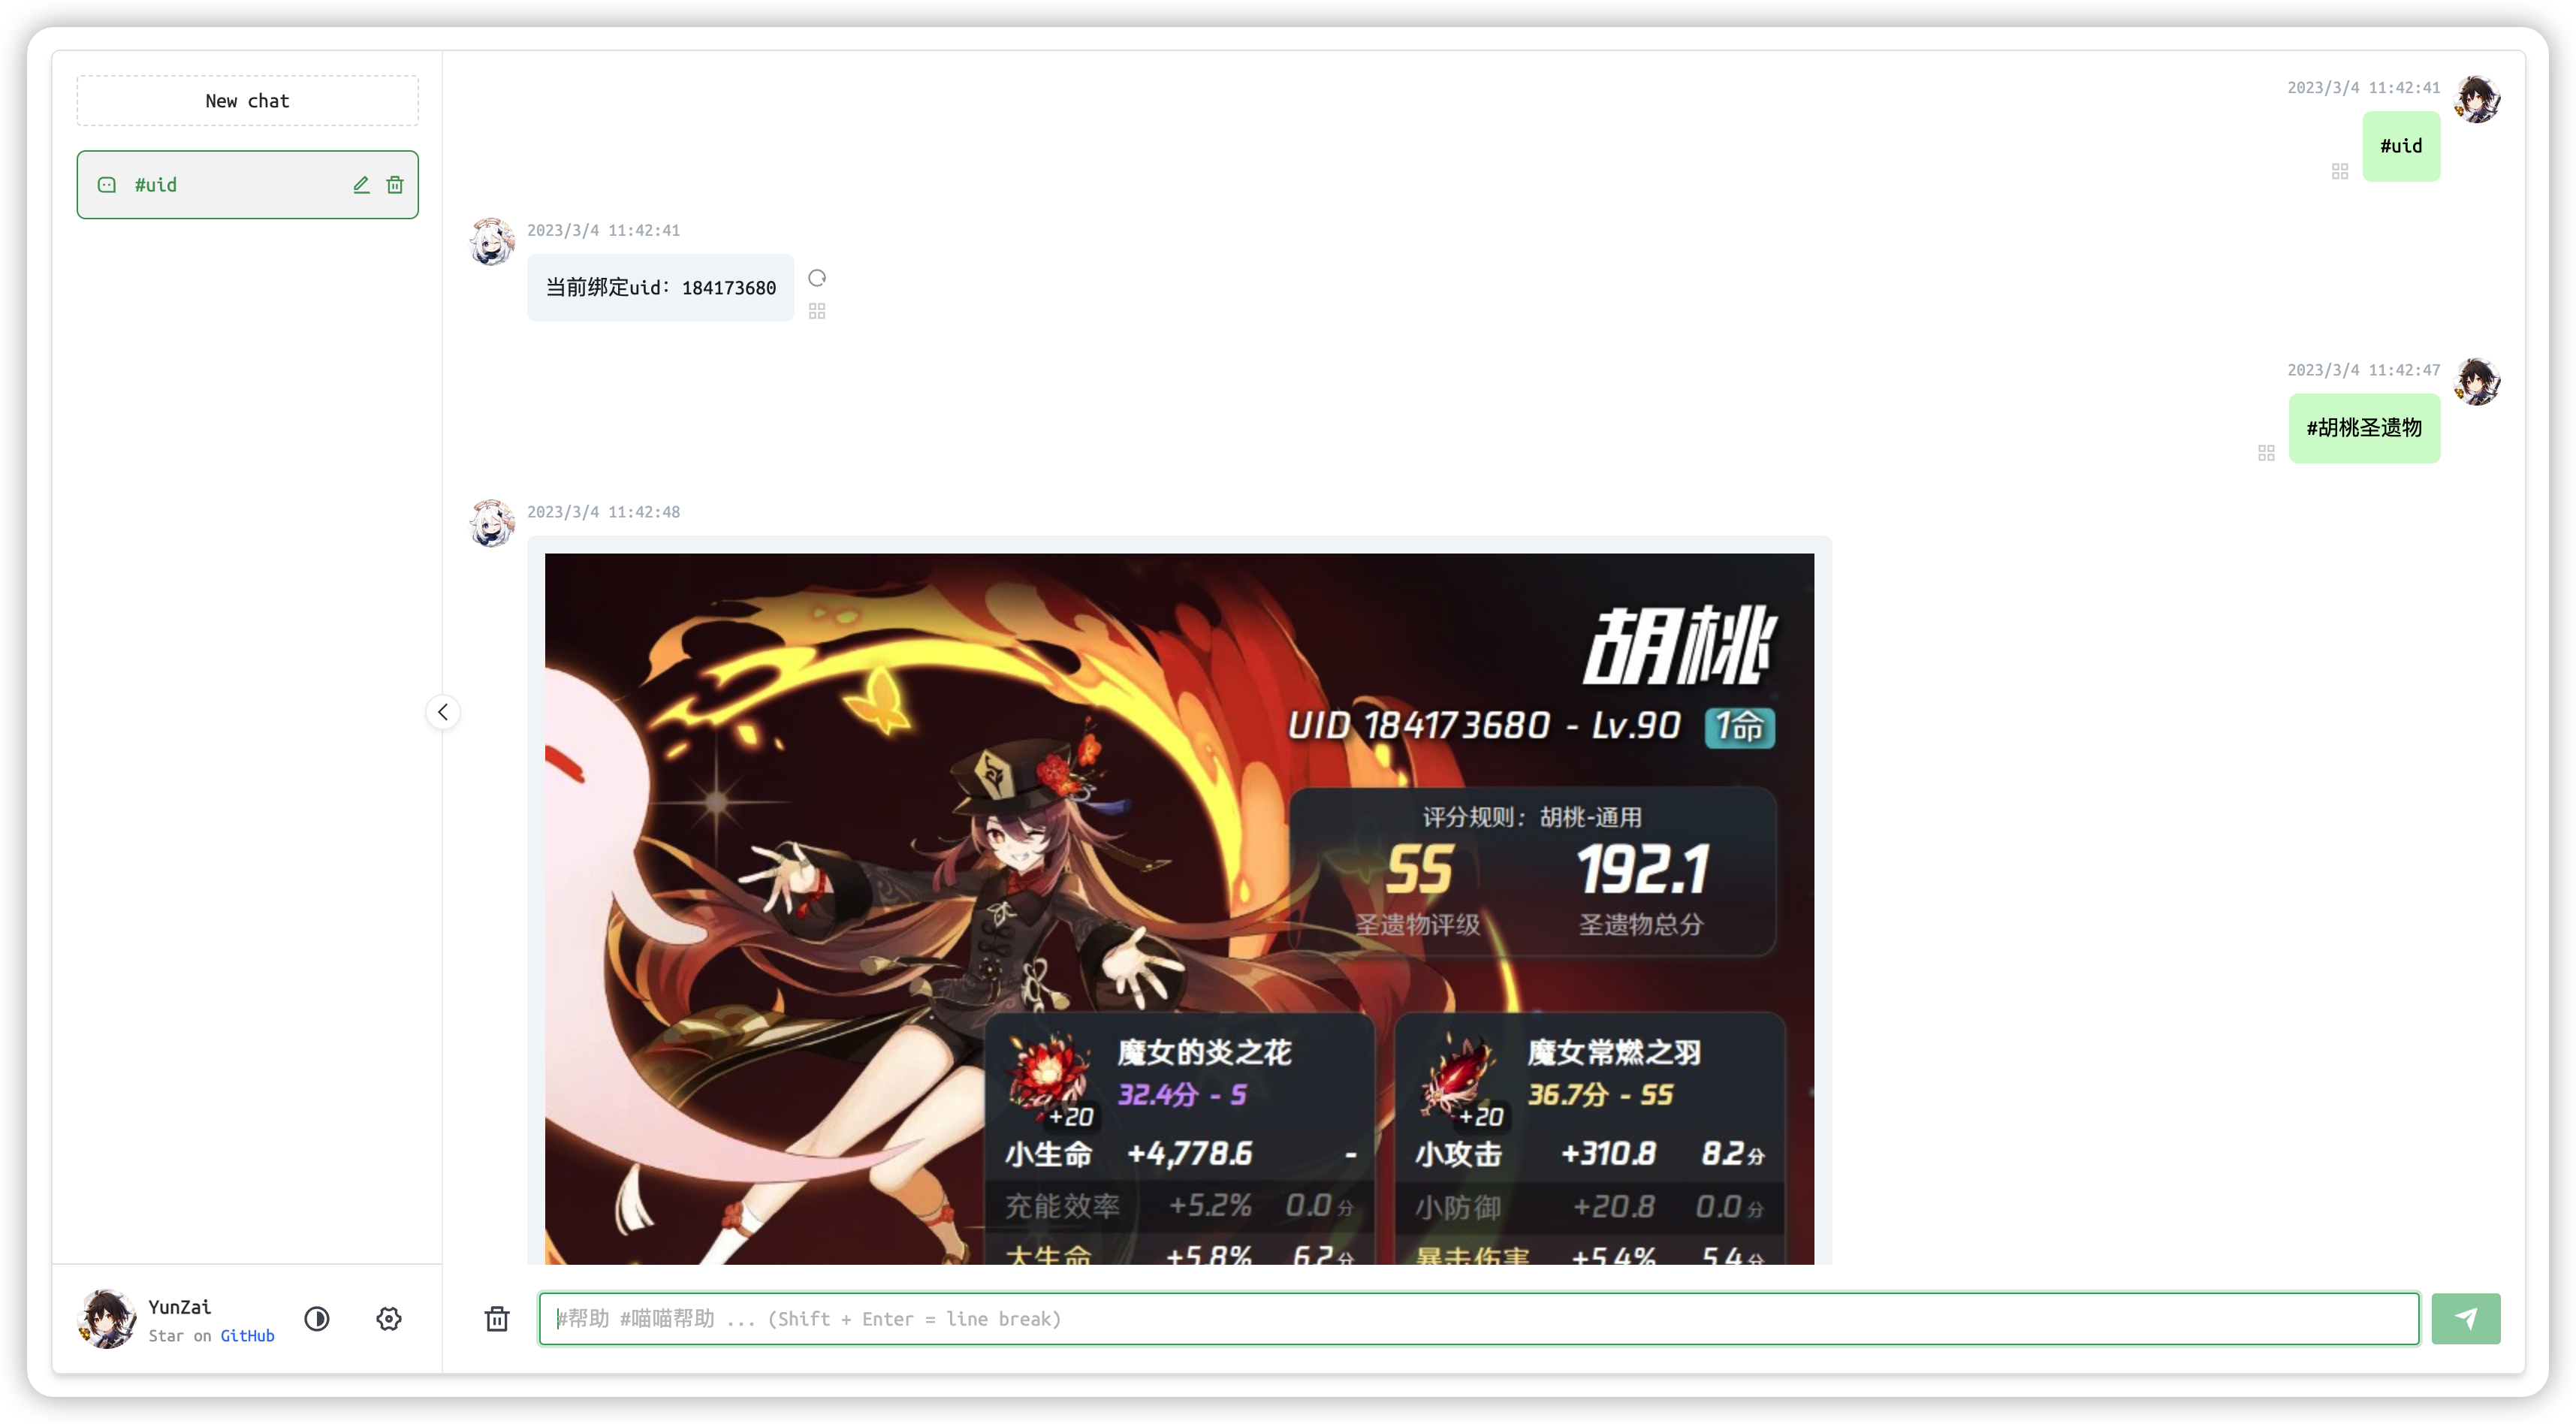 New chat
#uid
2023/3/4 11:42:41
#uid
2023/3/4 11:42:41
当前绑定uid: 184173680
2023/3/4 11:42:47
#胡桃圣遗物
2023/3/4 11:42:48
胡桃
UID 184173680 - Lv.90 1命
评分规则：胡桃-通用
SS 192.1
圣遗物评级 圣遗物总分
魔女的炎之花
32.4分 - S
+20
小生命 +4,778.6 -
充能效率 +5.2% 0.0分
大生命 +5.8% 6.2分
魔女常燃之羽
36.7分 - SS
+20
小攻击 +310.8 8.2分
小防御 +20.8 0.0分
暴击伤害 +5.4% 5.4分
YunZai
Star on GitHub
#帮助 #喵喵帮助 ... (Shift + Enter = line break)